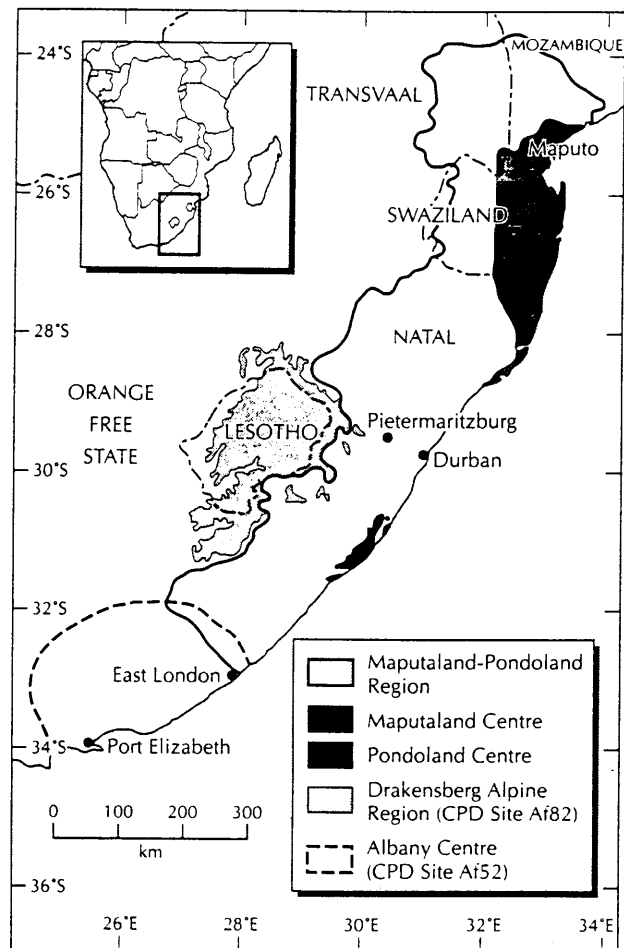 24°S
26°S
28°S
30°S
32°S
34°S
36°S
MOZAMBIQUE
TRANSVAAL
Maputo
SWAZILAND
NATAL
ORANGE
FREE
STATE
LESOTHO
Pietermaritzburg
Durban
East London
Port Elizabeth
0 100 200 300
km
Maputaland-Pondoland
Region
Maputaland Centre
Pondoland Centre
Drakensberg Alpine
Region (CPD Site Af82)
Albany Centre
(CPD Site Af52)
26°E 28°E 30°E 32°E 34°E